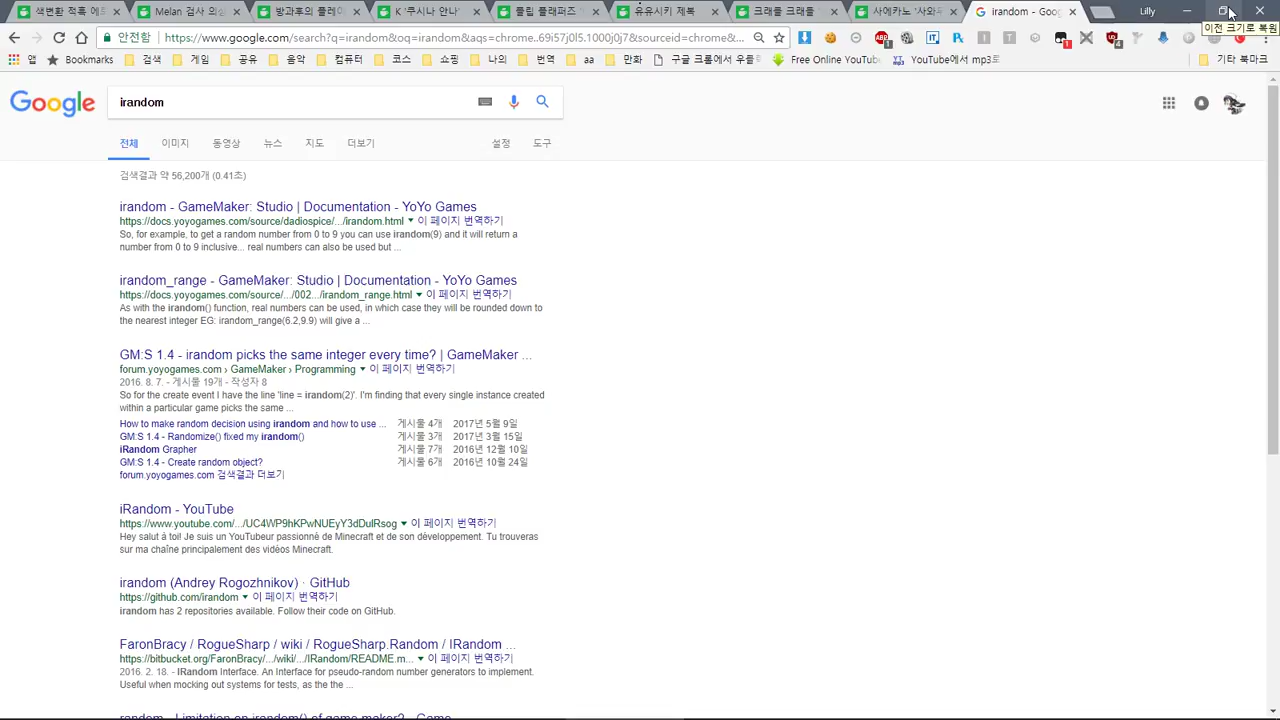 색변환 적혹 에루
Melan 검사 의상
방과후의 플레이
K '쿠시나 안나'
플립 플래퍼즈
유유시키 제복
크래들 크래들
사에카노 '사와무
irandom - Goog
Lilly
이전 크기로 복원
안전함 | https://www.google.com/search?q=irandom&oq=irandom&aqs=chrome.0.69i57j0l5.1000j0j7&sourceid=chrome&...
앱 Bookmarks 검색 게임 공유 음악 컴퓨터 코스 쇼핑 나의 번역 aa 만화 구글 크롬에서 우클릭 Free Online YouTube YouTube에서 mp3로 기타 북마크
Google
irandom
전체 이미지 동영상 뉴스 지도 더보기 설정 도구
검색결과 약 56,200개 (0.41초)
irandom - GameMaker: Studio | Documentation - YoYo Games
https://docs.yoyogames.com/source/dadiospice/.../irandom.html 이 페이지 번역하기
So, for example, to get a random number from 0 to 9 you can use irandom(9) and it will return a
number from 0 to 9 inclusive... real numbers can also be used but ...
irandom_range - GameMaker: Studio | Documentation - YoYo Games
https://docs.yoyogames.com/source/.../002.../irandom_range.html 이 페이지 번역하기
As with the irandom() function, real numbers can be used, in which case they will be rounded down to
the nearest integer EG: irandom_range(6.2,9.9) will give a ...
GM:S 1.4 - irandom picks the same integer every time? | GameMaker ...
forum.yoyogames.com › GameMaker › Programming 이 페이지 번역하기
2016. 8. 7. - 게시물 19개 - 작성자 8
So for the create event I have the line 'line = irandom(2)'. I'm finding that every single instance created
within a particular game picks the same ...
How to make random decision using irandom and how to use ... 게시물 4개 2017년 5월 9일
GM:S 1.4 - Randomize() fixed my irandom() 게시물 3개 2017년 3월 15일
iRandom Grapher 게시물 7개 2016년 12월 10일
GM:S 1.4 - Create random object? 게시물 6개 2016년 10월 24일
forum.yoyogames.com 검색결과 더보기
iRandom - YouTube
https://www.youtube.com/.../UC4WP9hKPwNUEyY3dDulRsog 이 페이지 번역하기
Hey salut à toi! Je suis un YouTubeur passionné de Minecraft et de son développement. Tu trouveras
sur ma chaîne principalement des vidéos Minecraft.
irandom (Andrey Rogozhnikov) · GitHub
https://github.com/irandom 이 페이지 번역하기
irandom has 2 repositories available. Follow their code on GitHub.
FaronBracy / RogueSharp / wiki / RogueSharp.Random / IRandom ...
https://bitbucket.org/FaronBracy/.../wiki/.../IRandom/README.m... 이 페이지 번역하기
2016. 2. 18. - IRandom Interface. An Interface for pseudo-random number generators to implement.
Useful when mocking out systems for tests, as the the ...
random - Limitation on irandom() of game maker? - Game